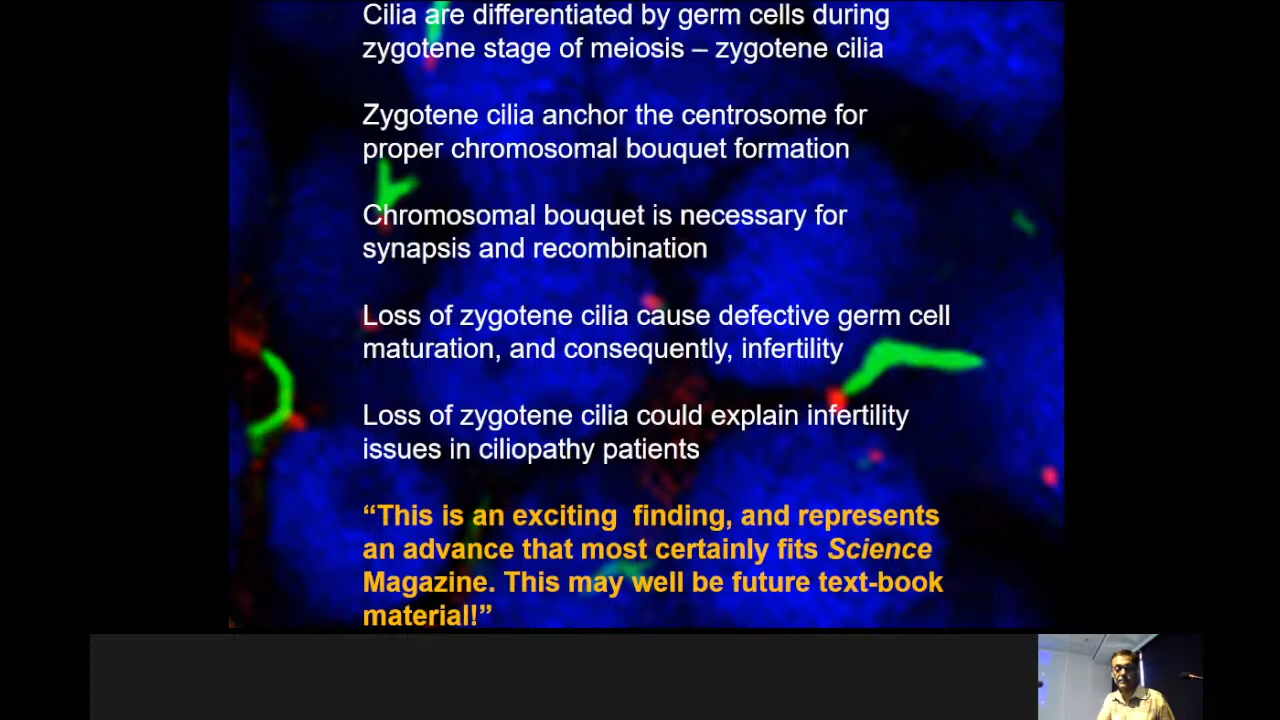 Cilia are differentiated by germ cells during
zygotene stage of meiosis – zygotene cilia
Zygotene cilia anchor the centrosome for
proper chromosomal bouquet formation
Chromosomal bouquet is necessary for
synapsis and recombination
Loss of zygotene cilia cause defective germ cell
maturation, and consequently, infertility
Loss of zygotene cilia could explain infertility
issues in ciliopathy patients
“This is an exciting  finding, and represents
an advance that most certainly fits Science
Magazine. This may well be future text-book
material!”